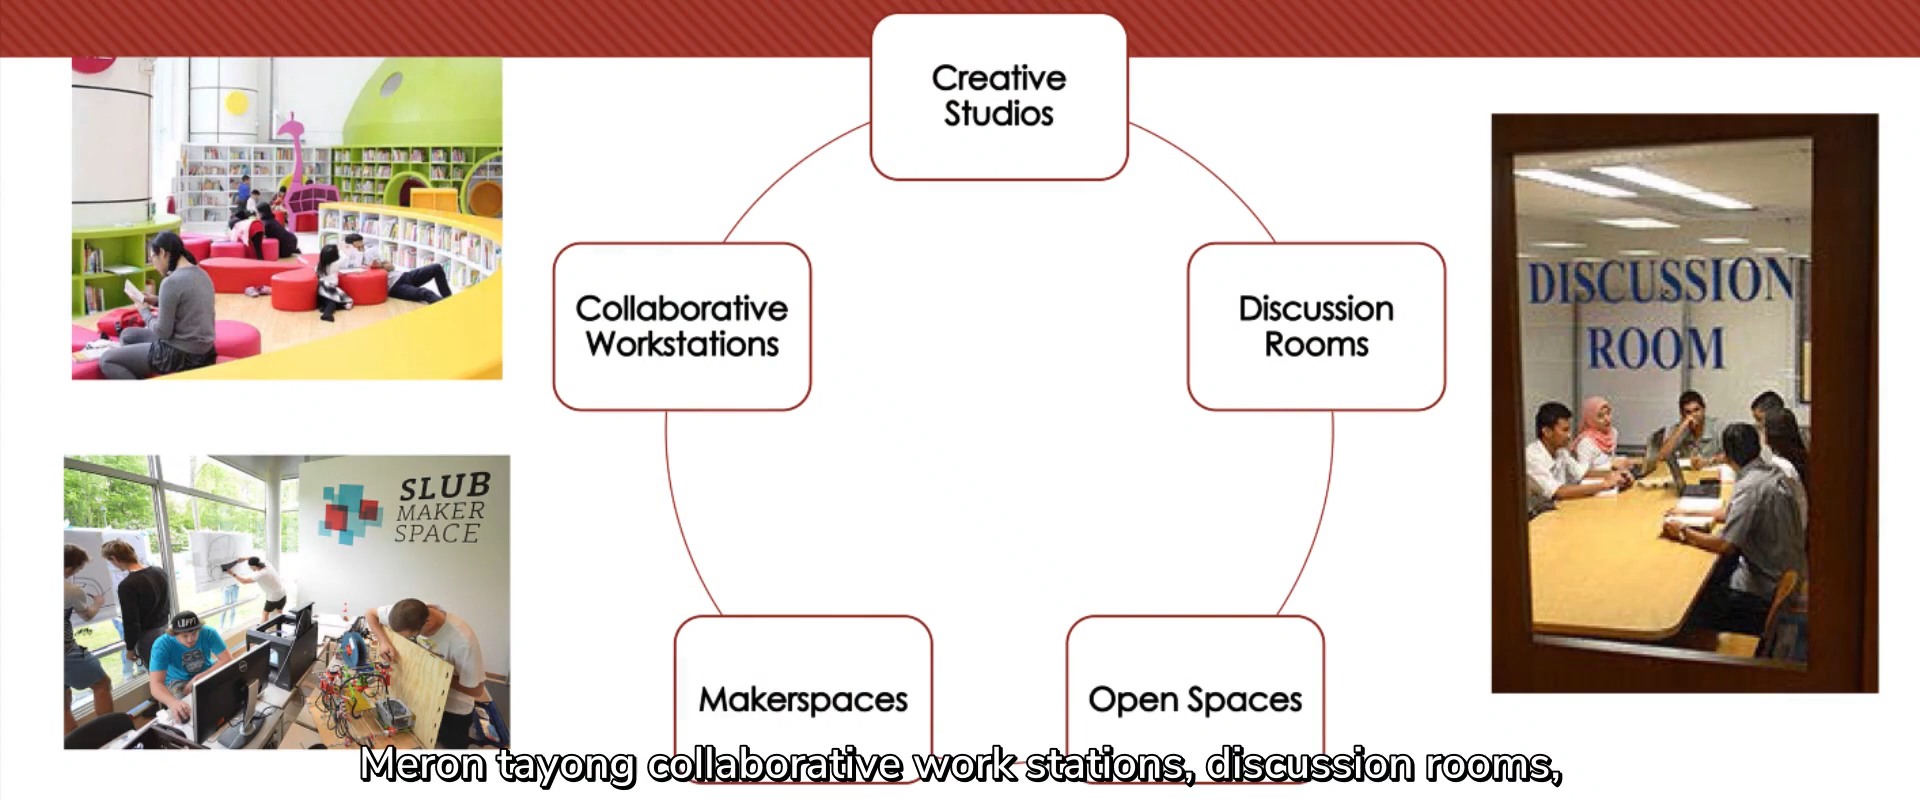 Creative
Studios
Collaborative
Workstations
Discussion
Rooms
DISCUSSION
ROOM
SLUB
MAKER
SPACE
Makerspaces
Open Spaces
Meron tayong collaborative work stations, discussion rooms,